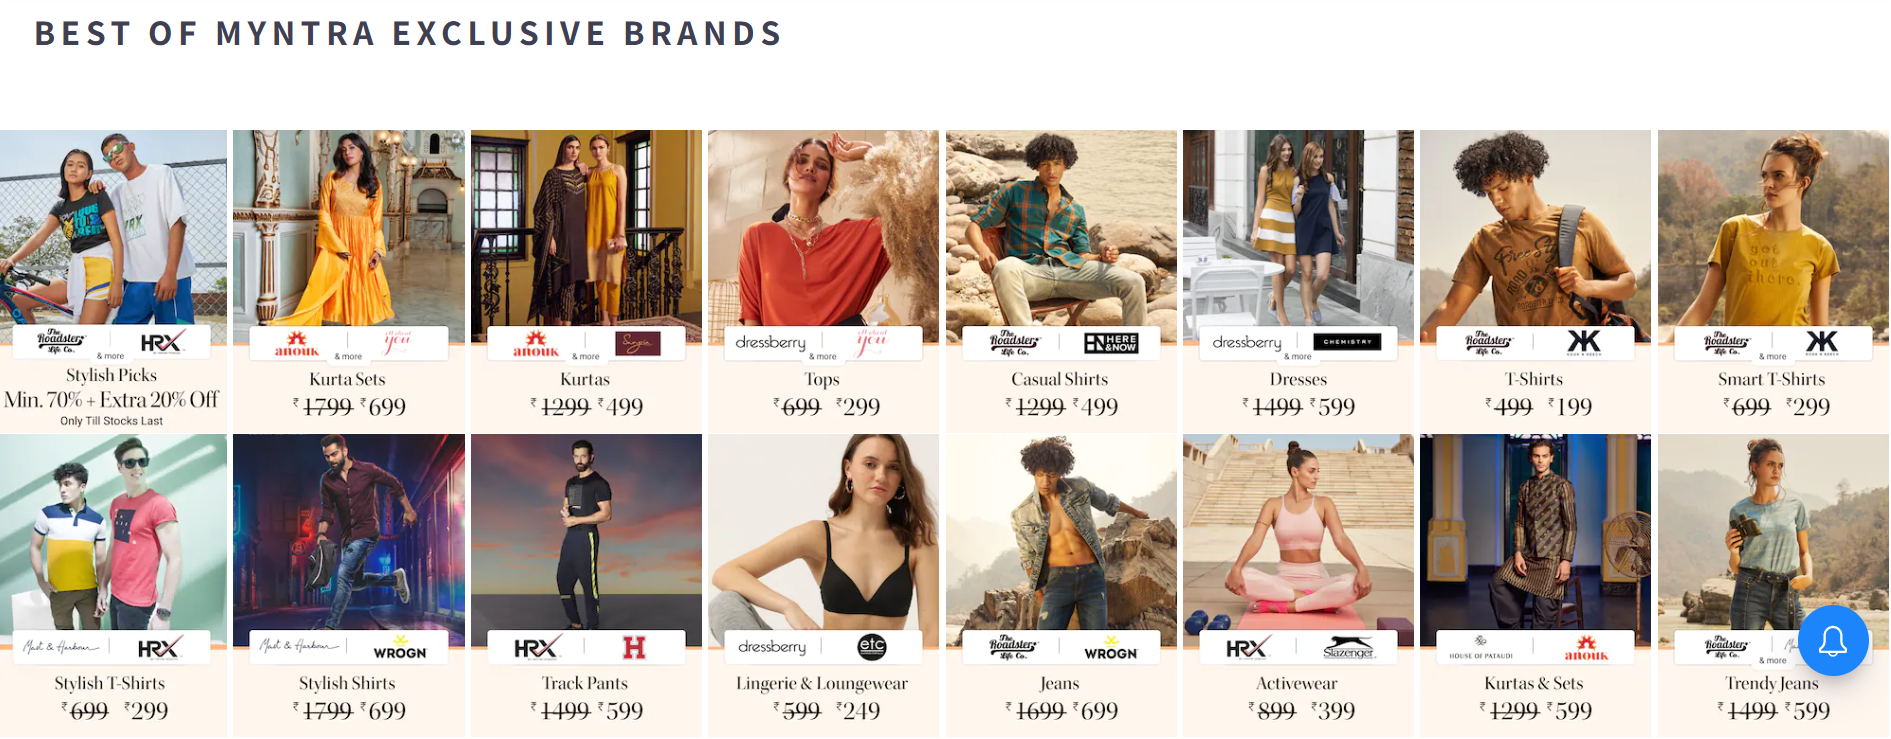 BEST OF MYNTRA EXCLUSIVE BRANDS
The Roadster Life Co. HRX
& more
Stylish Picks
Min. 70% + Extra 20% Off
Only Till Stocks Last
anouk all about you
& more
Kurta Sets
₹1799 ₹699
anouk Sangria
& more
Kurtas
₹1299 ₹499
dressberry all about you
& more
Tops
₹699 ₹299
The Roadster Life Co. HERE &NOW
Casual Shirts
₹1299 ₹499
dressberry CHEMISTRY
& more
Dresses
₹1499 ₹599
The Roadster Life Co.
T-Shirts
₹499 ₹199
got
out
there.
The Roadster Life Co.
& more
Smart T-Shirts
₹699 ₹299
Mast & Harbour HRX
Stylish T-Shirts
₹699 ₹299
Mast & Harbour WROGN
Stylish Shirts
₹1799 ₹699
HRX H
Track Pants
₹1499 ₹599
dressberry etc
Lingerie & Loungewear
₹599 ₹249
The Roadster Life Co. WROGN
Jeans
₹1699 ₹699
HRX Slazenger
Activewear
₹899 ₹399
HOUSE OF PATAUDI anouk
Kurtas & Sets
₹1299 ₹599
The Roadster Life Co.
& more
Trendy Jeans
₹1499 ₹599